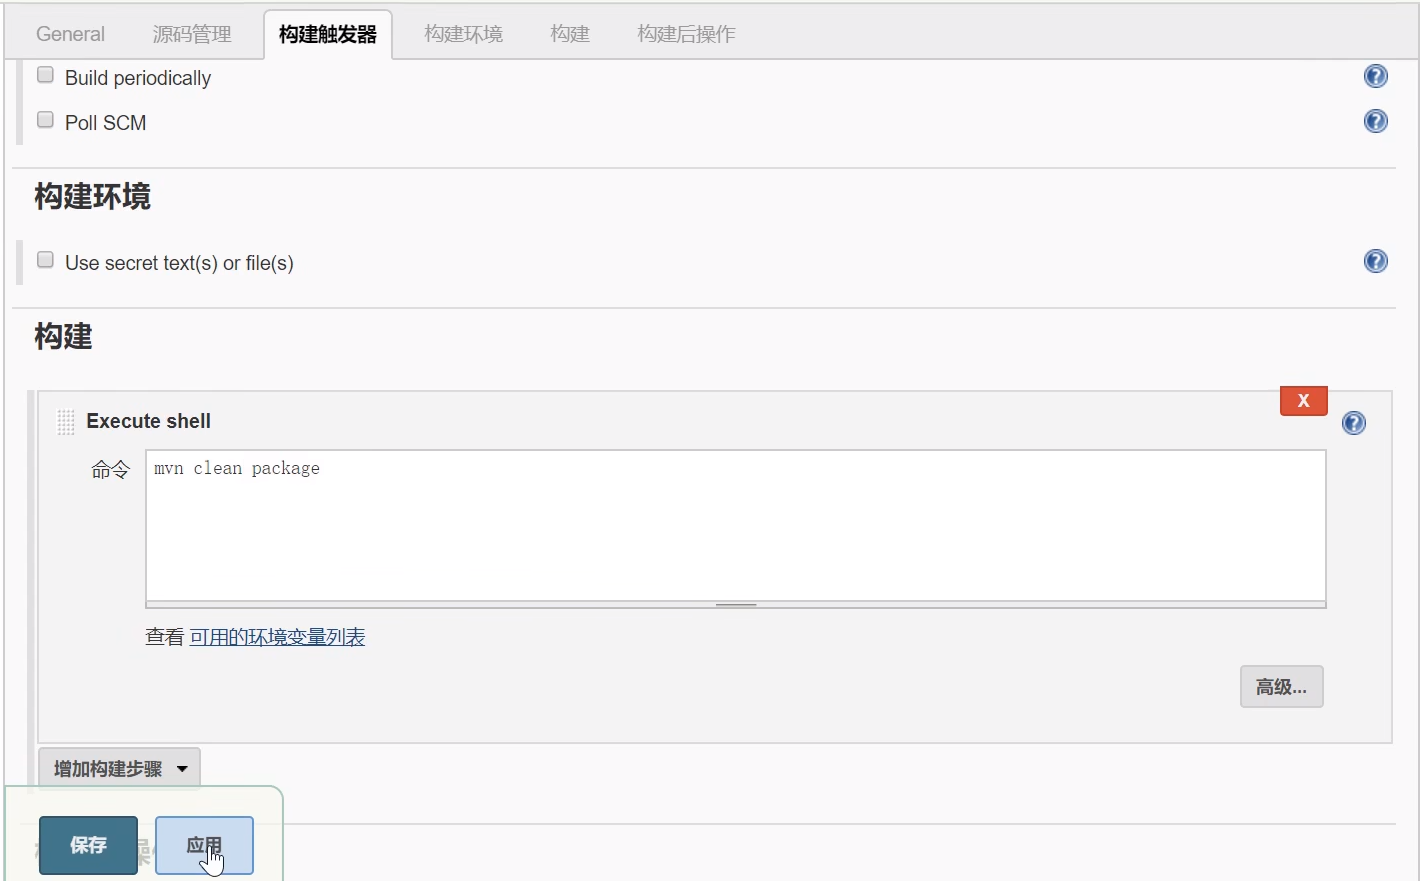 General 源码管理 构建触发器 构建环境 构建 构建后操作
Build periodically
Poll SCM
构建环境
Use secret text(s) or file(s)
构建
X
Execute shell
命令 mvn clean package
查看 可用的环境变量列表
高级...
增加构建步骤
保存 应用